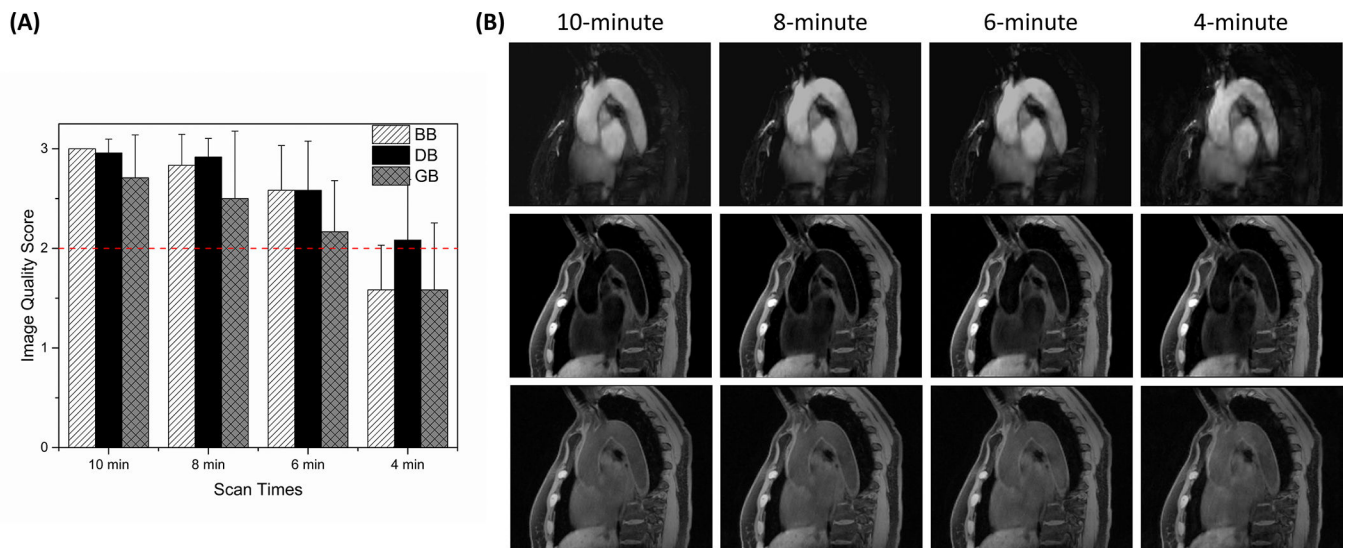 (A)
Image Quality Score
3
2
1
0
BB
DB
GB
10 min
8 min
6 min
4 min
Scan Times
(B)
10-minute
8-minute
6-minute
4-minute